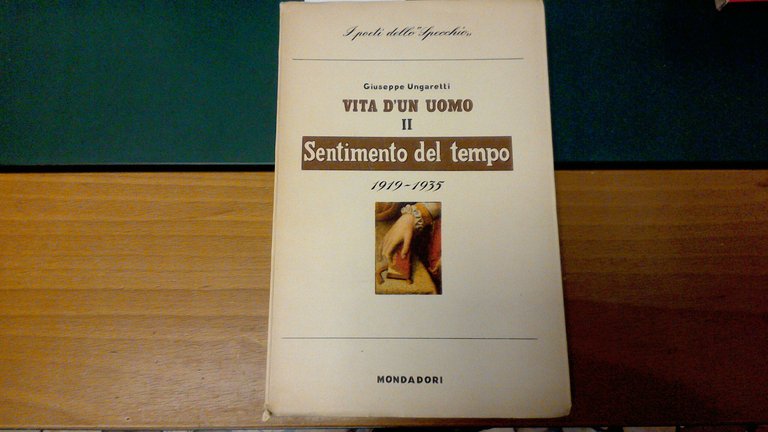 I poeti dello "Specchio„
Giuseppe Ungaretti
VITA D'UN UOMO
II
Sentimento del tempo
1919-1935
MONDADORI